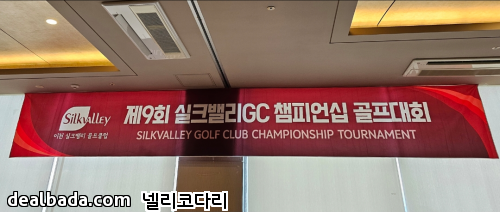 SilkValley
이천 실크밸리 골프클럽
제9회 실크밸리GC 챔피언십 골프대회
SILKVALLEY GOLF CLUB CHAMPIONSHIP TOURNAMENT
dealbada.com 넬리코다리